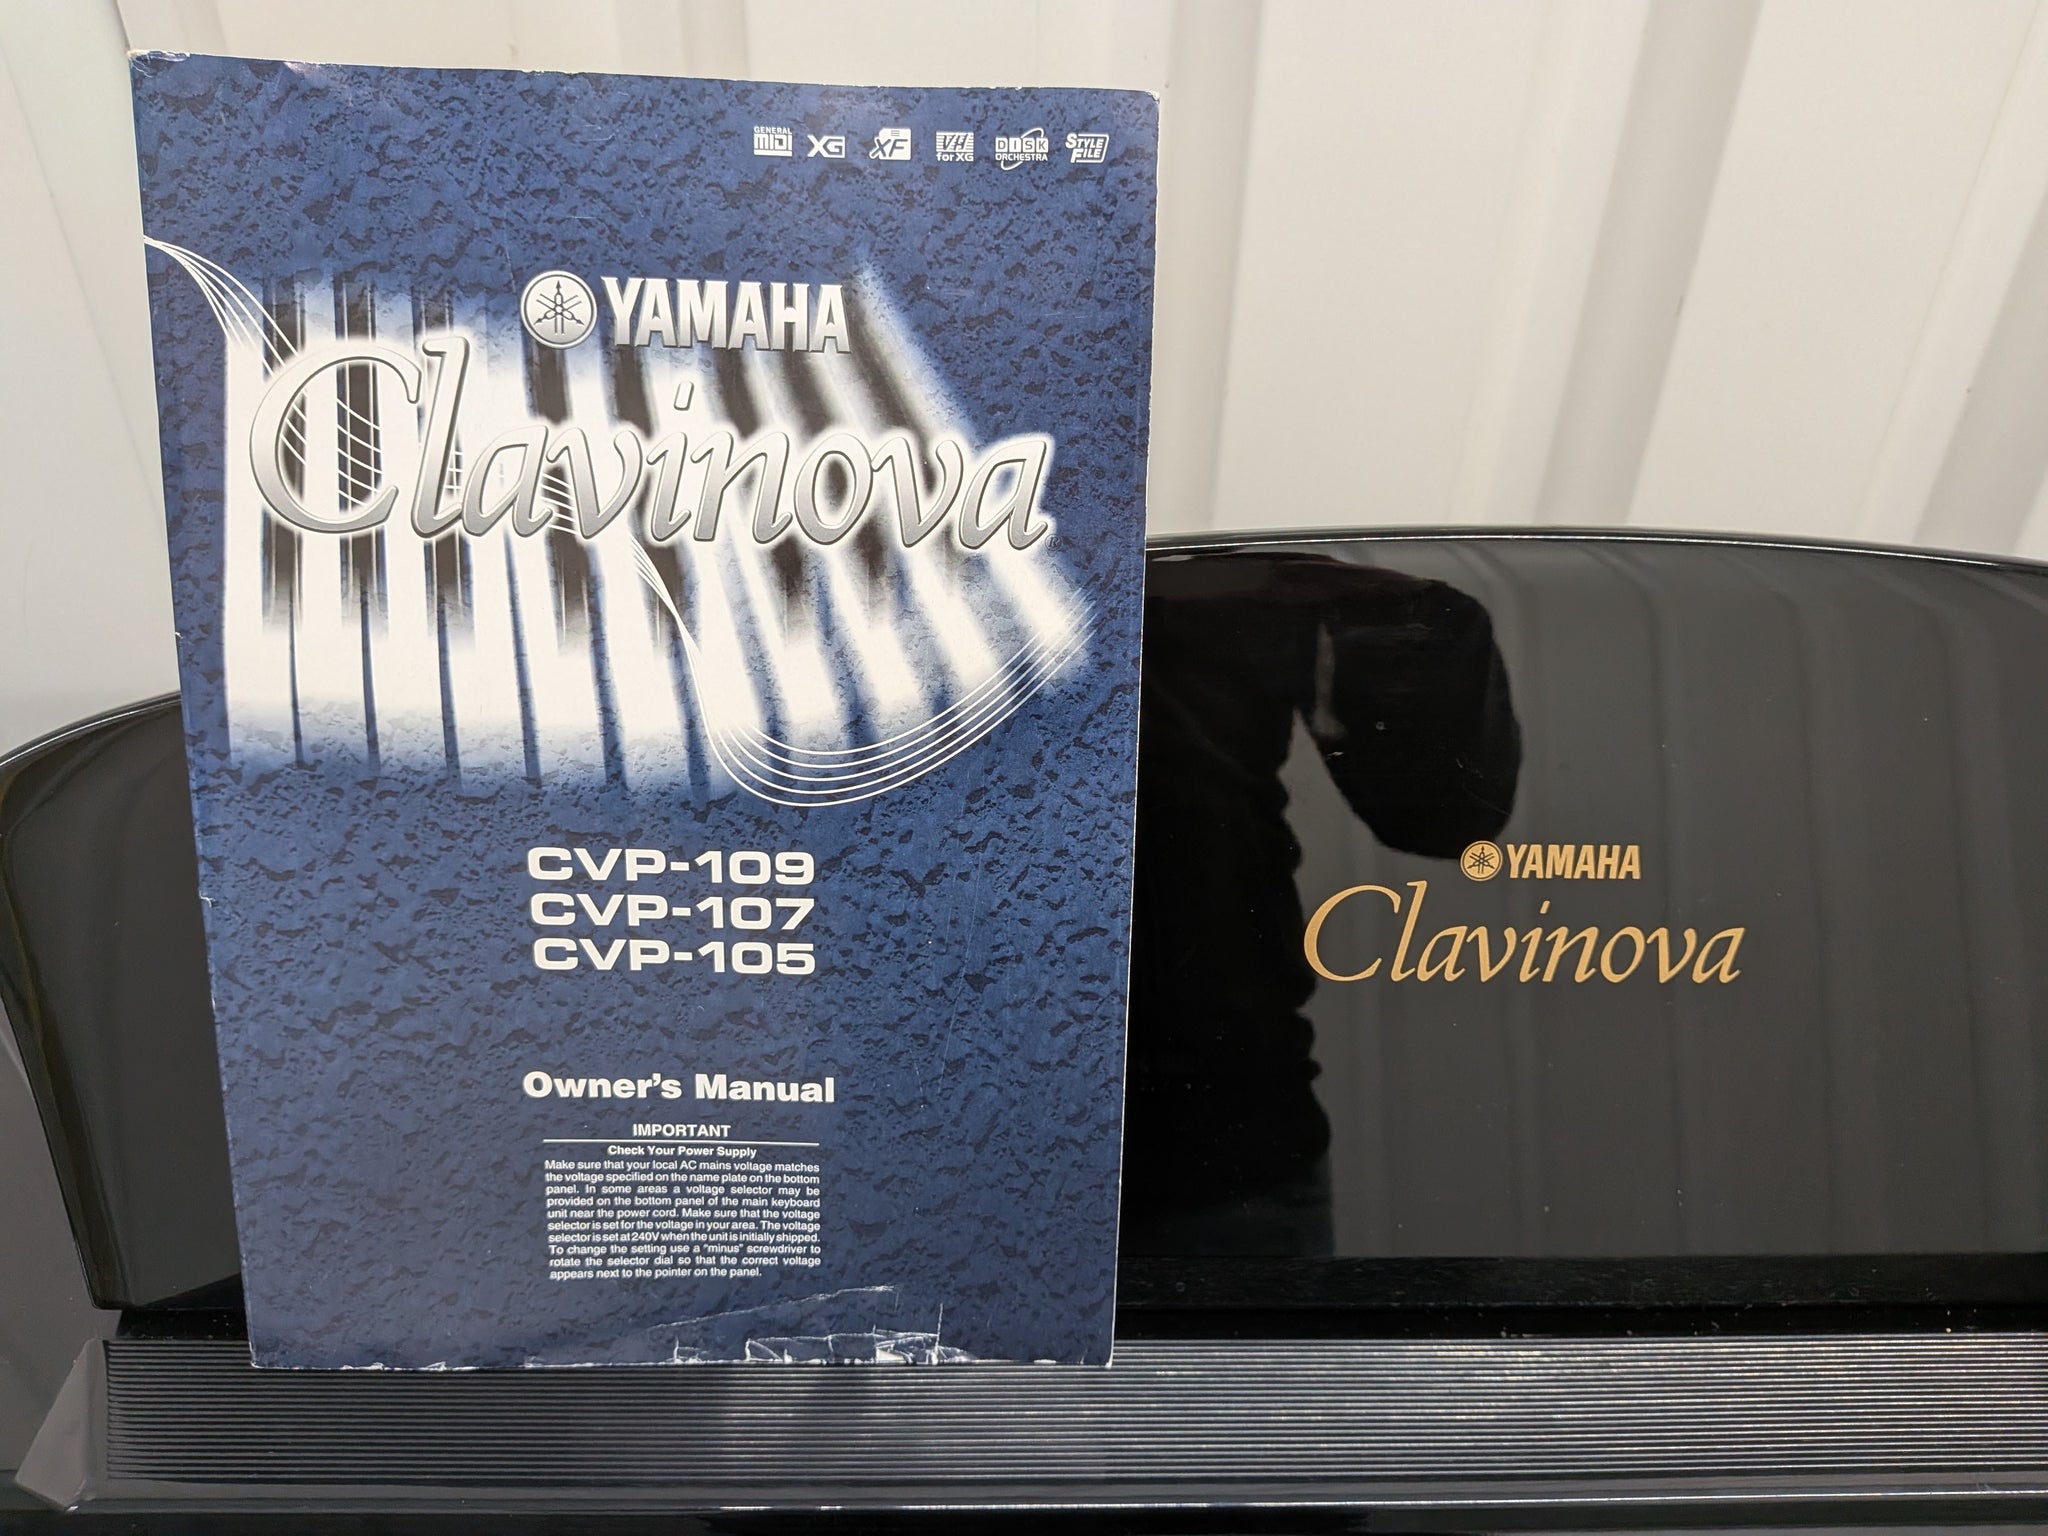 GENERAL MIDI XG XF VH for XG DISK ORCHESTRA STYLE FILE
YAMAHA
Clavinova®
CVP-109
CVP-107
CVP-105
Owner's Manual
IMPORTANT
Check Your Power Supply
Make sure that your local AC mains voltage matches
the voltage specified on the name plate on the bottom
panel. In some areas a voltage selector may be
provided on the bottom panel of the main keyboard
unit near the power cord. Make sure that the voltage
selector is set for the voltage in your area. The voltage
selector is set at 240V when the unit is initially shipped.
To change the setting use a "minus" screwdriver to
rotate the selector dial so that the correct voltage
appears next to the pointer on the panel.
YAMAHA
Clavinova